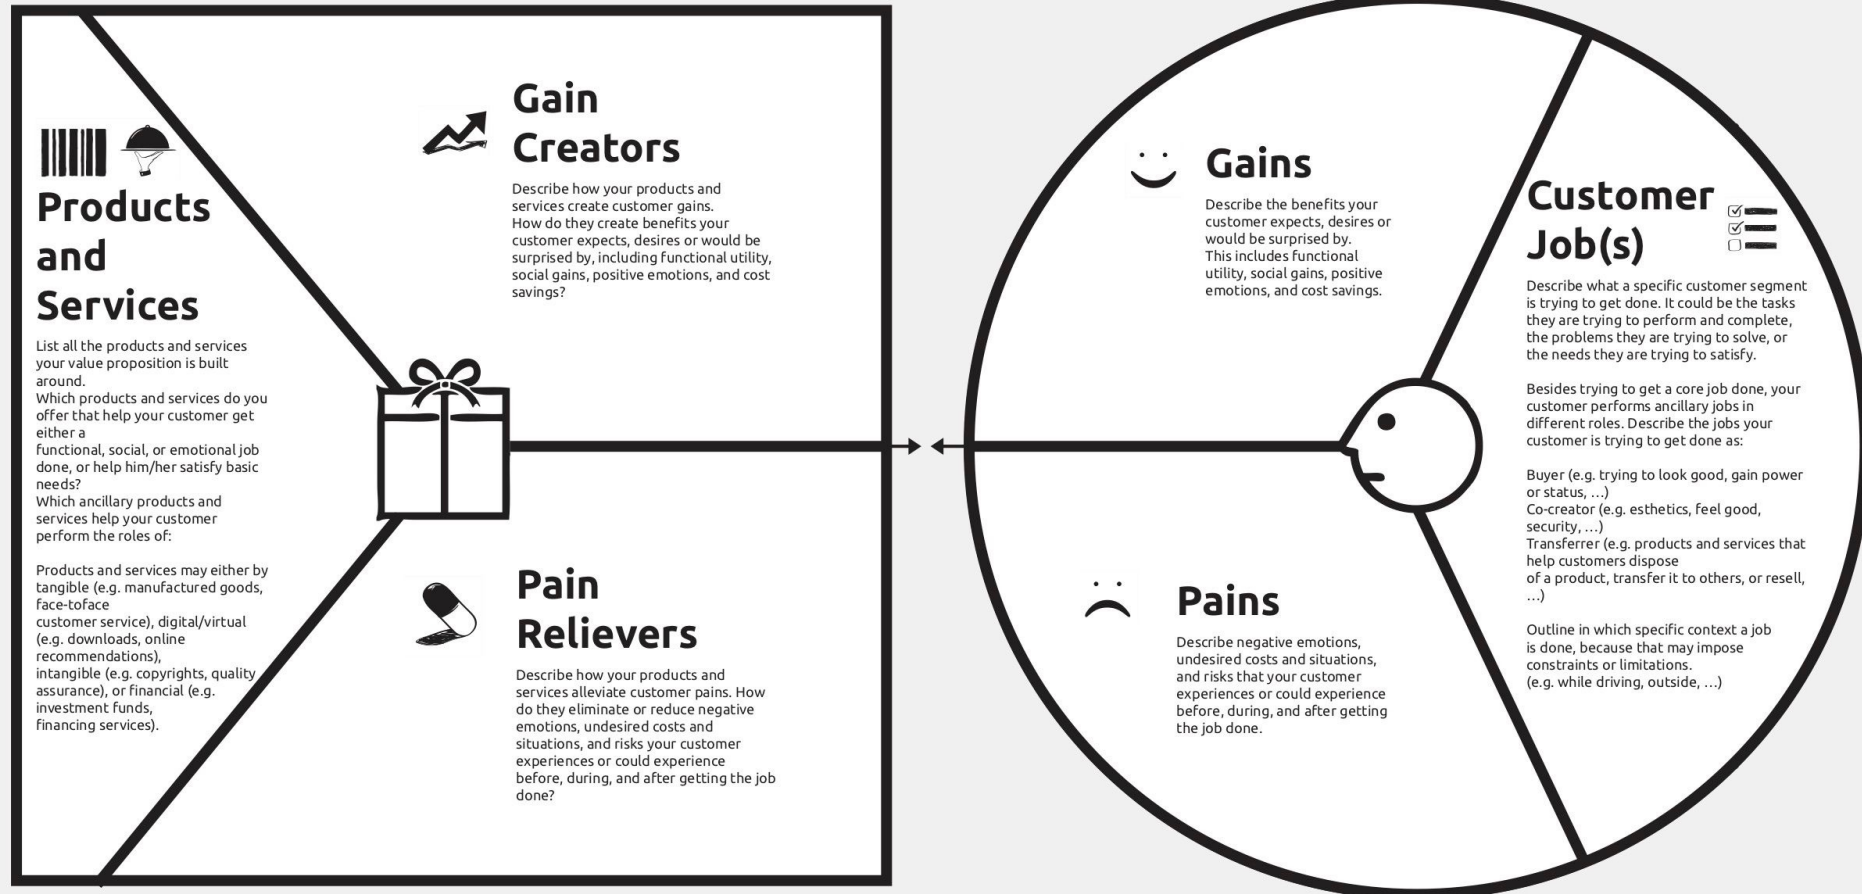 Products
and
Services
List all the products and services
your value proposition is built
around.
Which products and services do you
offer that help your customer get
either a
functional, social, or emotional job
done, or help him/her satisfy basic
needs?
Which ancillary products and
services help your customer
perform the roles of:
Products and services may either by
tangible (e.g. manufactured goods,
face-toface
customer service), digital/virtual
(e.g. downloads, online
recommendations),
intangible (e.g. copyrights, quality
assurance), or financial (e.g.
investment funds,
financing services).
Gain
Creators
Describe how your products and
services create customer gains.
How do they create benefits your
customer expects, desires or would be
surprised by, including functional utility,
social gains, positive emotions, and cost
savings?
Pain
Relievers
Describe how your products and
services alleviate customer pains. How
do they eliminate or reduce negative
emotions, undesired costs and
situations, and risks your customer
experiences or could experience
before, during, and after getting the job
done?
Gains
Describe the benefits your
customer expects, desires or
would be surprised by.
This includes functional
utility, social gains, positive
emotions, and cost savings.
Pains
Describe negative emotions,
undesired costs and situations,
and risks that your customer
experiences or could experience
before, during, and after getting
the job done.
Customer
Job(s)
Describe what a specific customer segment
is trying to get done. It could be the tasks
they are trying to perform and complete,
the problems they are trying to solve, or
the needs they are trying to satisfy.
Besides trying to get a core job done, your
customer performs ancillary jobs in
different roles. Describe the jobs your
customer is trying to get done as:
Buyer (e.g. trying to look good, gain power
or status, …)
Co-creator (e.g. esthetics, feel good,
security, …)
Transferrer (e.g. products and services that
help customers dispose
of a product, transfer it to others, or resell,
…)
Outline in which specific context a job
is done, because that may impose
constraints or limitations.
(e.g. while driving, outside, …)